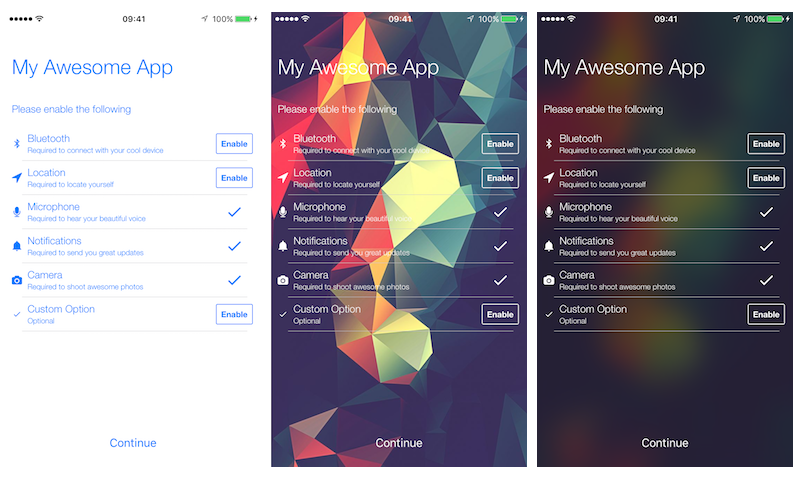 09:41
100%
My Awesome App
Please enable the following
Bluetooth
Required to connect with your cool device
Enable
Location
Required to locate yourself
Enable
Microphone
Required to hear your beautiful voice
Notifications
Required to send you great updates
Camera
Required to shoot awesome photos
Custom Option
Optional
Enable
Continue
09:41
100%
My Awesome App
Please enable the following
Bluetooth
Required to connect with your cool device
Enable
Location
Required to locate yourself
Enable
Microphone
Required to hear your beautiful voice
Notifications
Required to send you great updates
Camera
Required to shoot awesome photos
Custom Option
Optional
Enable
Continue
09:41
100%
My Awesome App
Please enable the following
Bluetooth
Required to connect with your cool device
Enable
Location
Required to locate yourself
Enable
Microphone
Required to hear your beautiful voice
Notifications
Required to send you great updates
Camera
Required to shoot awesome photos
Custom Option
Optional
Enable
Continue